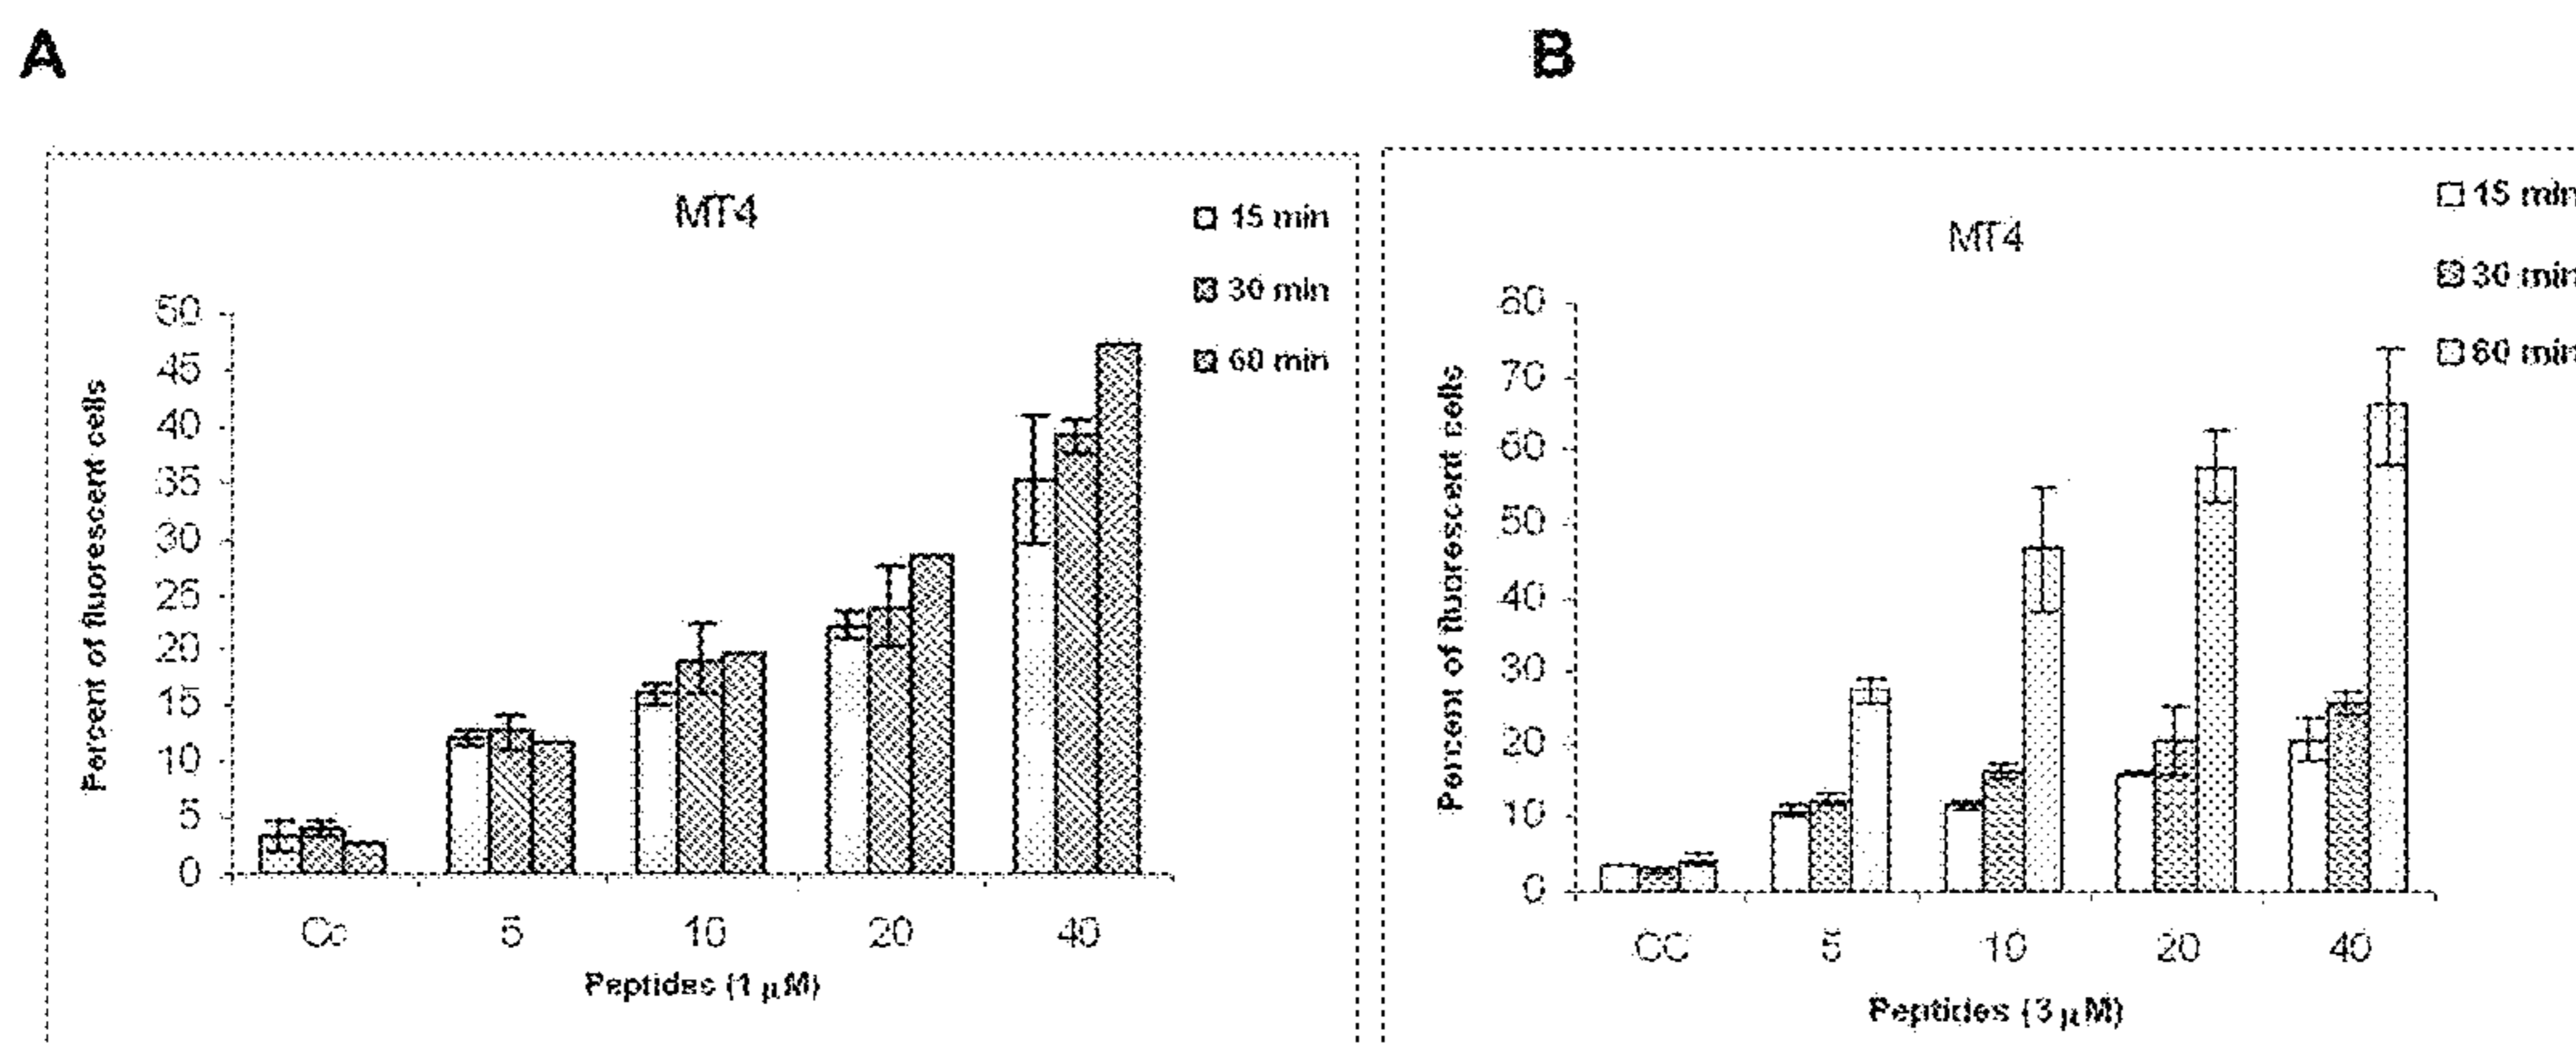 A
MT4
15 min
30 min
60 min
Percent of fluorescent cells
50
45
40
35
30
25
20
15
10
5
0
Co
5
10
20
40
Peptides (1 µM)
B
MT4
15 min
30 min
60 min
Percent of fluorescent cells
80
70
60
50
40
30
20
10
0
CC
5
10
20
40
Peptides (3 µM)